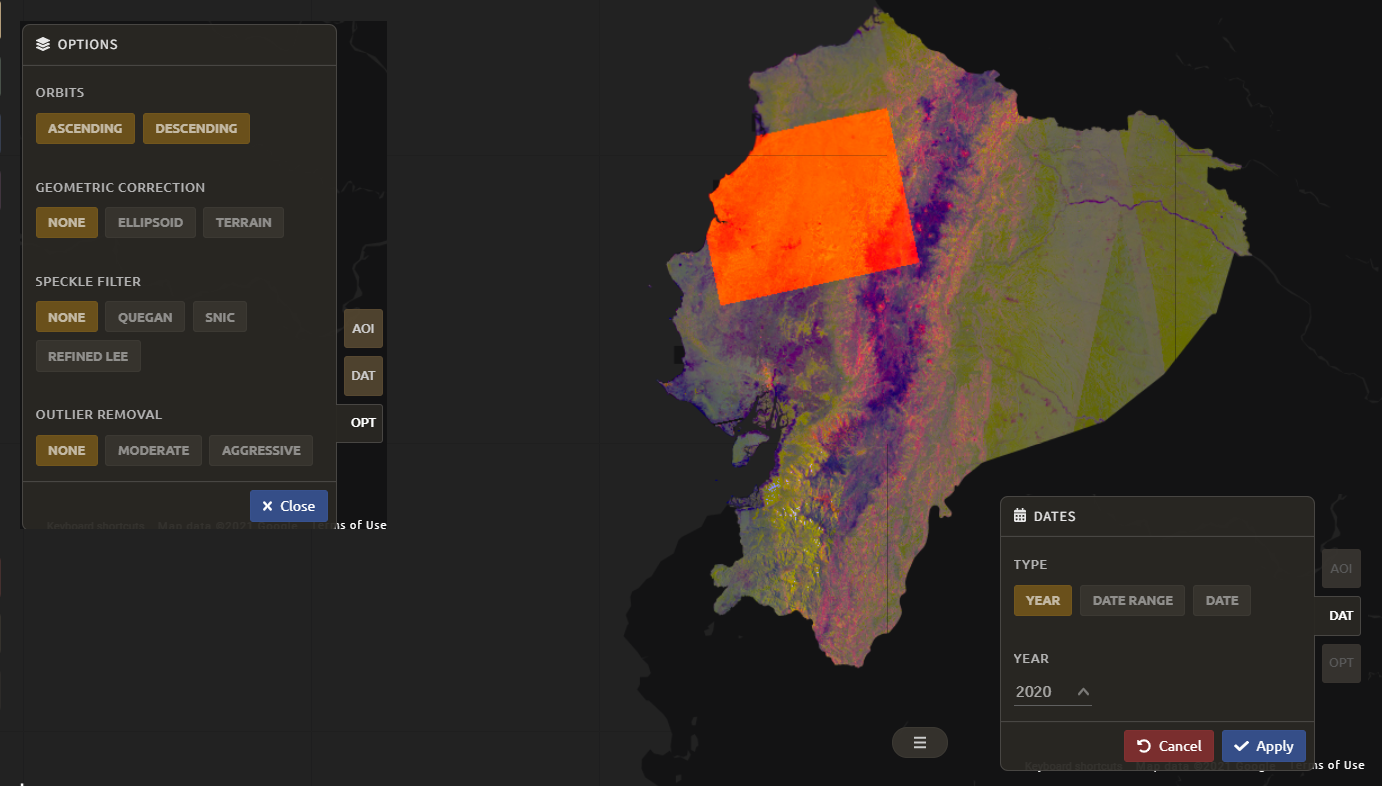 OPTIONS
ORBITS
ASCENDING DESCENDING
GEOMETRIC CORRECTION
NONE ELLIPSOID TERRAIN
SPECKLE FILTER
NONE QUEGAN SNIC
REFINED LEE
OUTLIER REMOVAL
NONE MODERATE AGGRESSIVE
Close
Keyboard shortcuts Map data ©2021 Google Terms of Use
AOI
DAT
OPT
DATES
TYPE
YEAR DATE RANGE DATE
YEAR
2020
Cancel Apply
Keyboard shortcuts Map data ©2021 Google Terms of Use
AOI
DAT
OPT